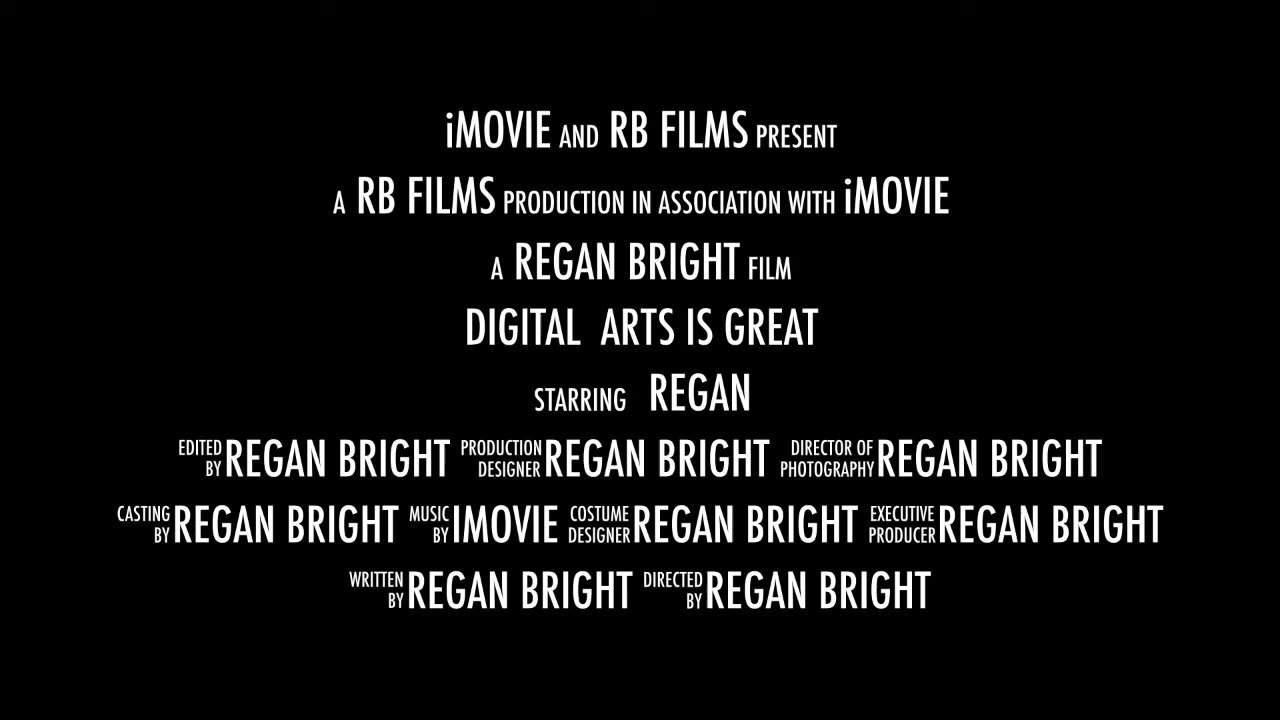 iMOVIE AND RB FILMS PRESENT
A RB FILMS PRODUCTION IN ASSOCIATION WITH iMOVIE
A REGAN BRIGHT FILM
DIGITAL ARTS IS GREAT
STARRING REGAN
EDITED BY REGAN BRIGHT PRODUCTION DESIGNER REGAN BRIGHT DIRECTOR OF PHOTOGRAPHY REGAN BRIGHT
CASTING BY REGAN BRIGHT MUSIC BY IMOVIE COSTUME DESIGNER REGAN BRIGHT EXECUTIVE PRODUCER REGAN BRIGHT
WRITTEN BY REGAN BRIGHT DIRECTED BY REGAN BRIGHT